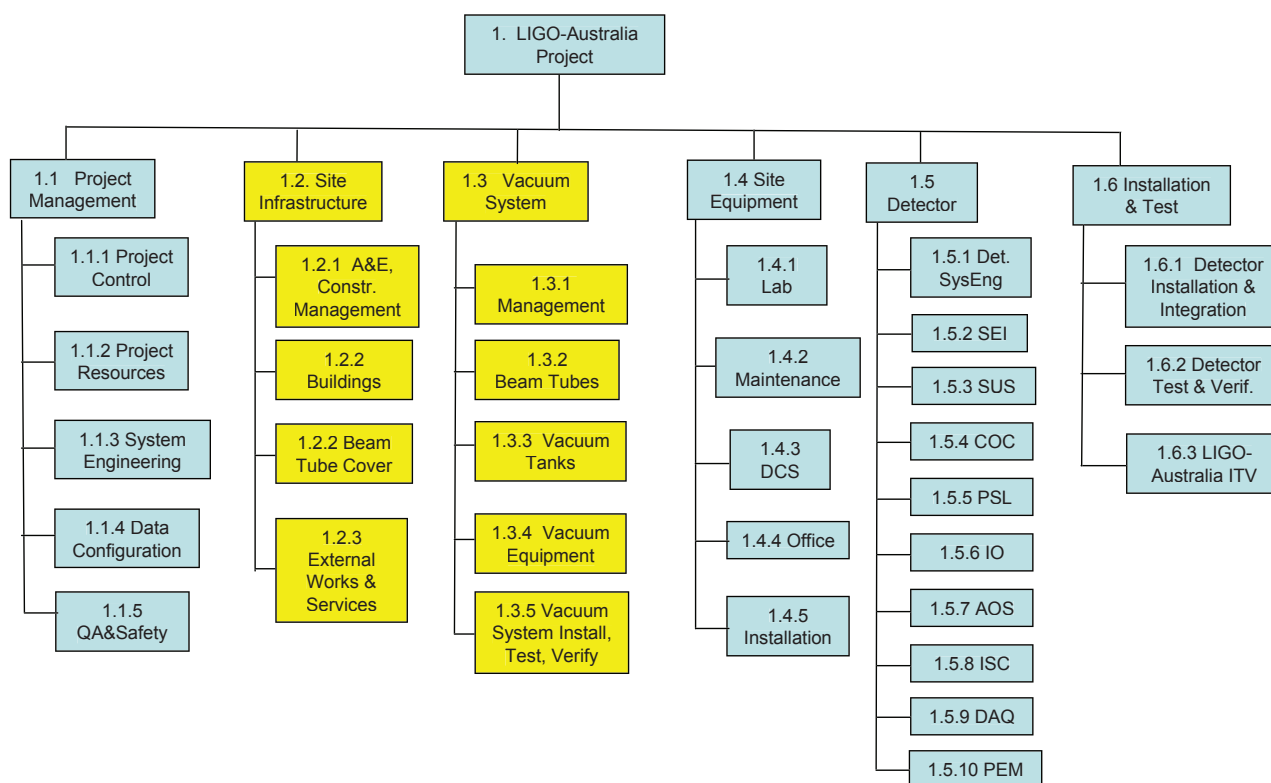 1. LIGO-Australia
Project
1.1 Project
Management
1.1.1 Project
Control
1.1.2 Project
Resources
1.1.3 System
Engineering
1.1.4 Data
Configuration
1.1.5
QA&Safety
1.2. Site
Infrastructure
1.2.1 A&E,
Constr.
Management
1.2.2
Buildings
1.2.2 Beam
Tube Cover
1.2.3
External
Works &
Services
1.3 Vacuum
System
1.3.1
Management
1.3.2
Beam Tubes
1.3.3 Vacuum
Tanks
1.3.4 Vacuum
Equipment
1.3.5 Vacuum
System Install,
Test, Verify
1.4 Site
Equipment
1.4.1
Lab
1.4.2
Maintenance
1.4.3
DCS
1.4.4 Office
1.4.5
Installation
1.5
Detector
1.5.1 Det.
SysEng
1.5.2 SEI
1.5.3 SUS
1.5.4 COC
1.5.5 PSL
1.5.6 IO
1.5.7 AOS
1.5.8 ISC
1.5.9 DAQ
1.5.10 PEM
1.6 Installation
& Test
1.6.1 Detector
Installation &
Integration
1.6.2 Detector
Test & Verif.
1.6.3 LIGO-
Australia ITV